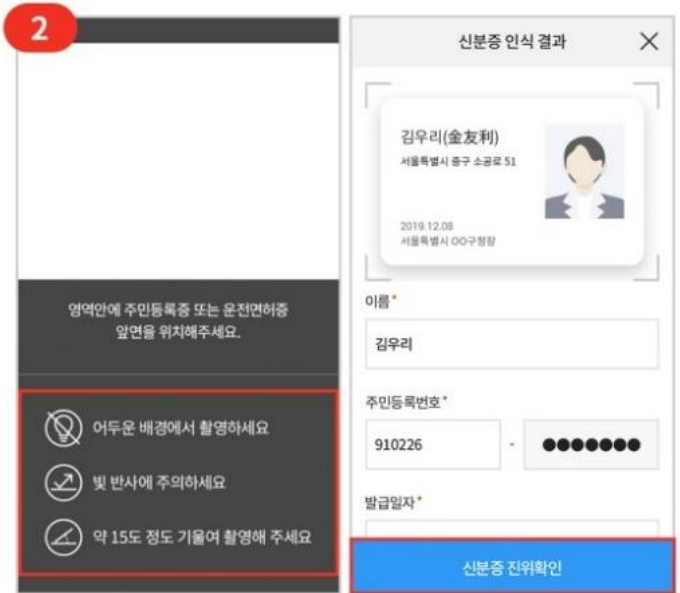 2
영역안에 주민등록증 또는 운전면허증
앞면을 위치해주세요.
어두운 배경에서 촬영하세요
빛 반사에 주의하세요
약 15도 정도 기울여 촬영해 주세요
신분증 인식 결과
김우리(金友利)
서울특별시 중구 소공로 51
2019.12.08
서울특별시 OO구청장
이름*
김우리
주민등록번호*
910226 - ●●●●●●●
발급일자*
신분증 진위확인